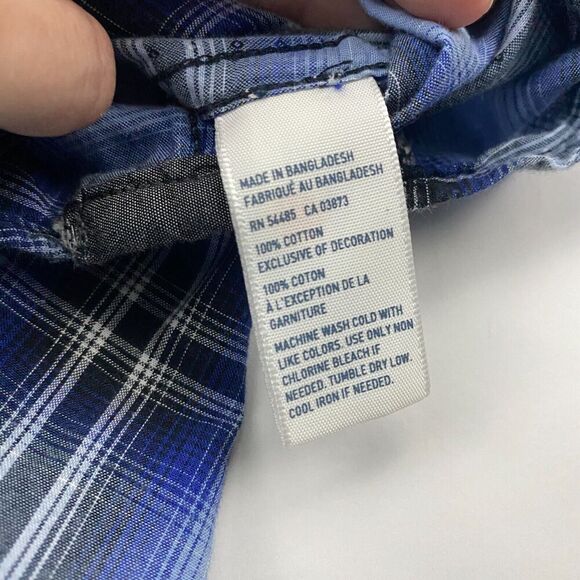 MADE IN BANGLADESH
FABRIQUÉ AU BANGLADESH
RN 54485 CA 03873
100% COTTON
EXCLUSIVE OF DECORATION
100% COTON
À L'EXCEPTION DE LA
GARNITURE
MACHINE WASH COLD WITH
LIKE COLORS. USE ONLY NON
CHLORINE BLEACH IF
NEEDED. TUMBLE DRY LOW.
COOL IRON IF NEEDED.